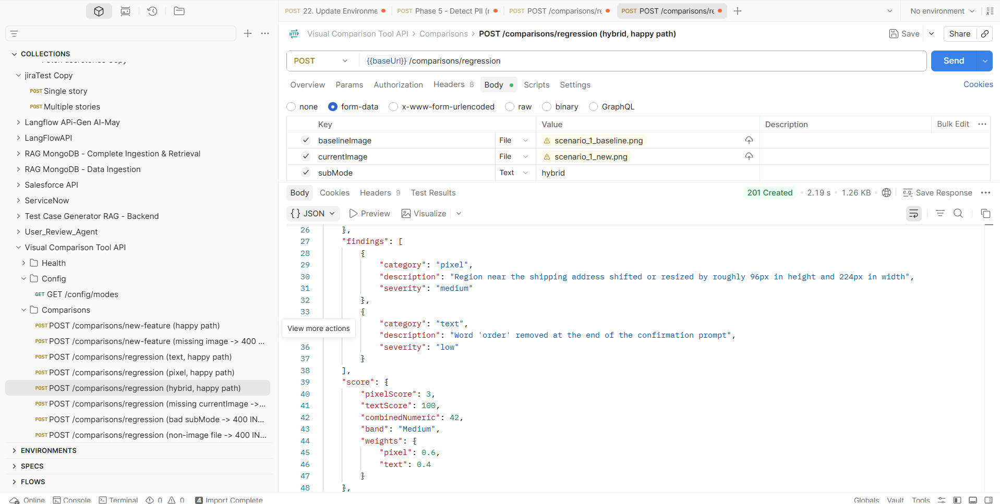 POST 22. Update Environme
POST Phase 5 - Detect PII (r
POST POST /comparisons/re
POST POST /comparisons/re
No environment
HTTP Visual Comparison Tool API > Comparisons > POST /comparisons/regression (hybrid, happy path)
Save
Share
COLLECTIONS
jiraTest Copy
POST Single story
POST Multiple stories
Langflow APi-Gen AI-May
LangFlowAPI
RAG MongoDB - Complete Ingestion & Retrieval
RAG MongoDB - Data Ingestion
Salesforce API
ServiceNow
Test Case Generator RAG - Backend
User_Review_Agent
Visual Comparison Tool API
Health
Config
GET GET /config/modes
Comparisons
POST POST /comparisons/new-feature (happy path)
POST POST /comparisons/new-feature (missing image -> 400 ...
POST POST /comparisons/regression (text, happy path)
POST POST /comparisons/regression (pixel, happy path)
POST POST /comparisons/regression (hybrid, happy path)
POST POST /comparisons/regression (missing currentImage ->...
POST POST /comparisons/regression (bad subMode -> 400 IN...
POST POST /comparisons/regression (non-image file -> 400 IN...
ENVIRONMENTS
SPECS
FLOWS
POST {{baseUrl}} /comparisons/regression
Send
Overview Params Authorization Headers 8 Body Scripts Settings Cookies
none form-data x-www-form-urlencoded raw binary GraphQL
Key Value Description Bulk Edit
baselineImage File scenario_1_baseline.png
currentImage File scenario_1_new.png
subMode Text hybrid
Body Cookies Headers 9 Test Results 201 Created • 2.19 s • 1.26 KB e.g. Save Response
{} JSON Preview Visualize
26 },
27 "findings": [
28 {
29 "category": "pixel",
30 "description": "Region near the shipping address shifted or resized by roughly 96px in height and 224px in width",
31 "severity": "medium"
32 },
33 {
"category": "text",
View more actions
"description": "Word 'order' removed at the end of the confirmation prompt",
36 "severity": "low"
37 }
38 ],
39 "score": {
40 "pixelScore": 3,
41 "textScore": 100,
42 "combinedNumeric": 42,
43 "band": "Medium",
44 "weights": {
45 "pixel": 0.6,
46 "text": 0.4
47 }
48 },
Online Console Terminal 0 0 4 Import Complete
Globals Vault Tools